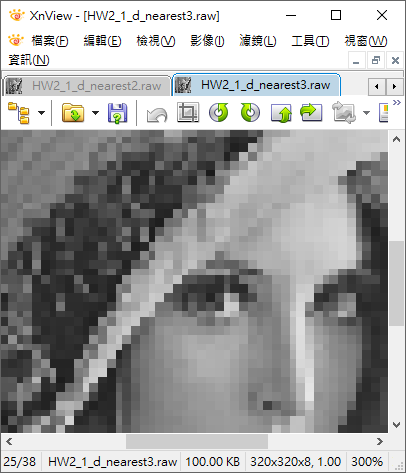 XnView - [HW2_1_d_nearest3.raw]
檔案(F) 編輯(E) 檢視(V) 影像(I) 濾鏡(L) 工具(T) 視窗(W)
資訊(N)
HW2_1_d_nearest2.raw HW2_1_d_nearest3.raw
25/38 HW2_1_d_nearest3.raw 100.00 KB 320x320x8, 1.00 300%